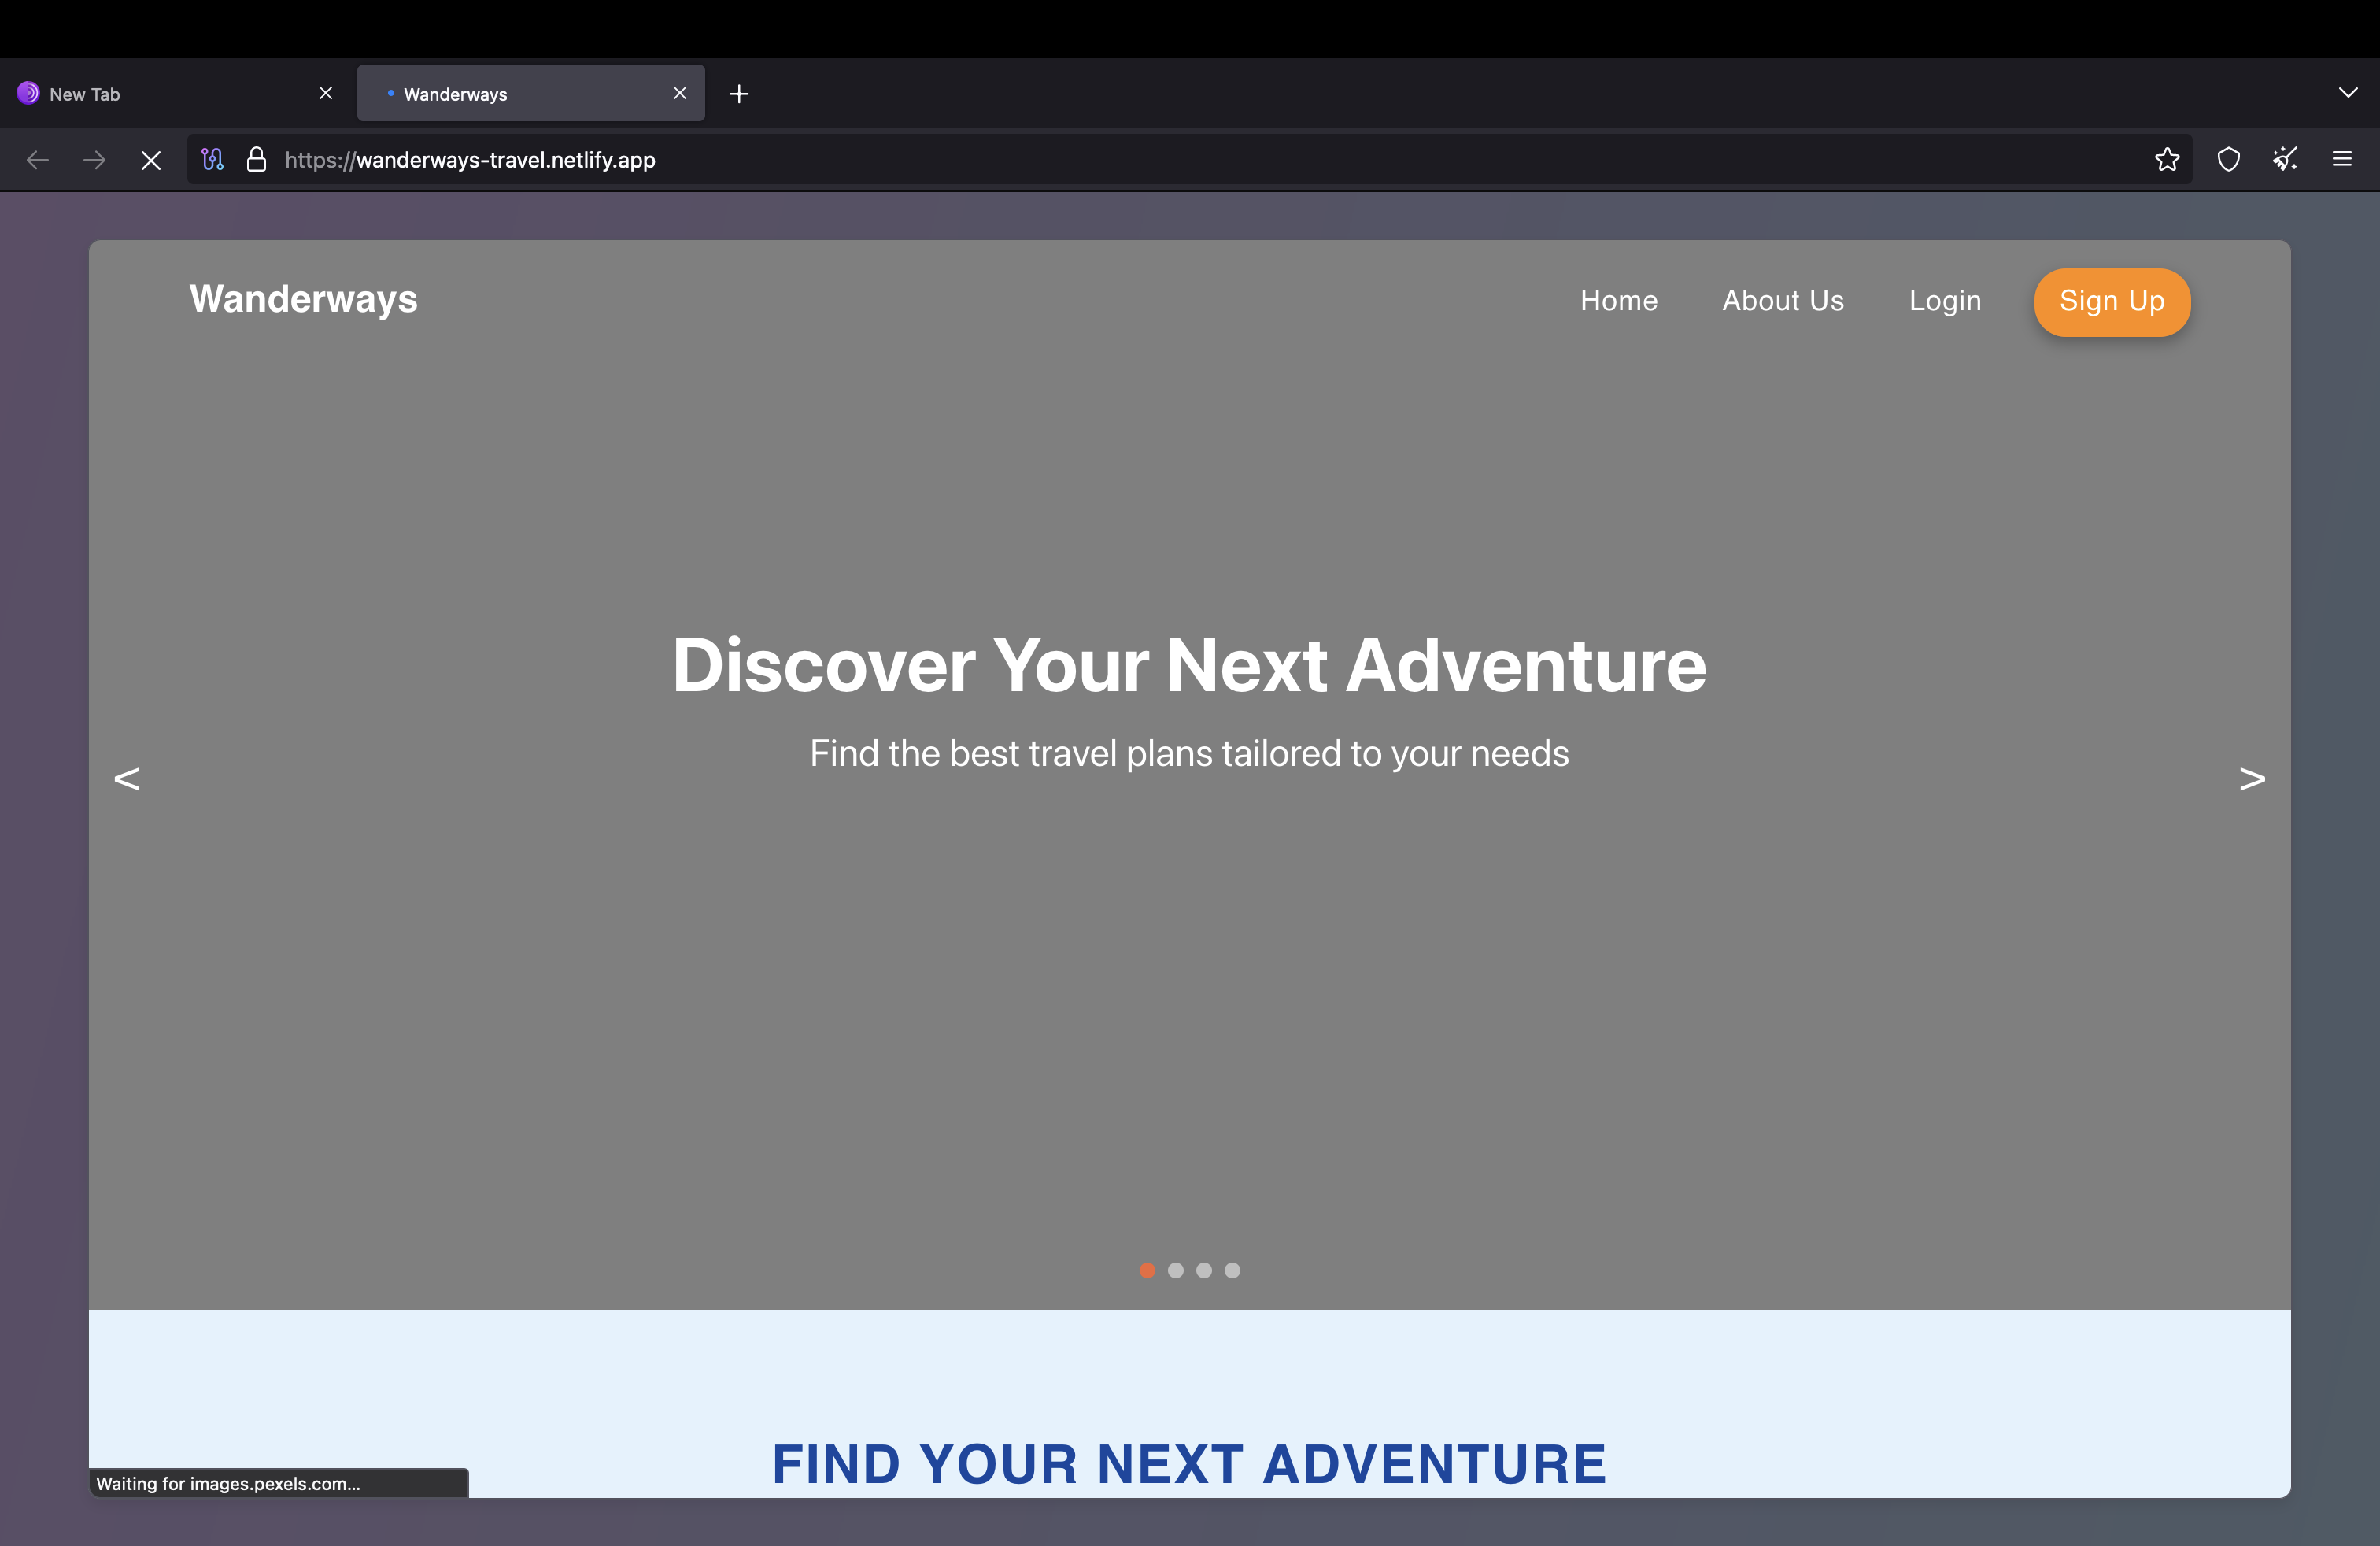 New Tab
Wanderways
https://wanderways-travel.netlify.app
Wanderways
Home About Us Login Sign Up
Discover Your Next Adventure
Find the best travel plans tailored to your needs
< >
FIND YOUR NEXT ADVENTURE
Waiting for images.pexels.com...